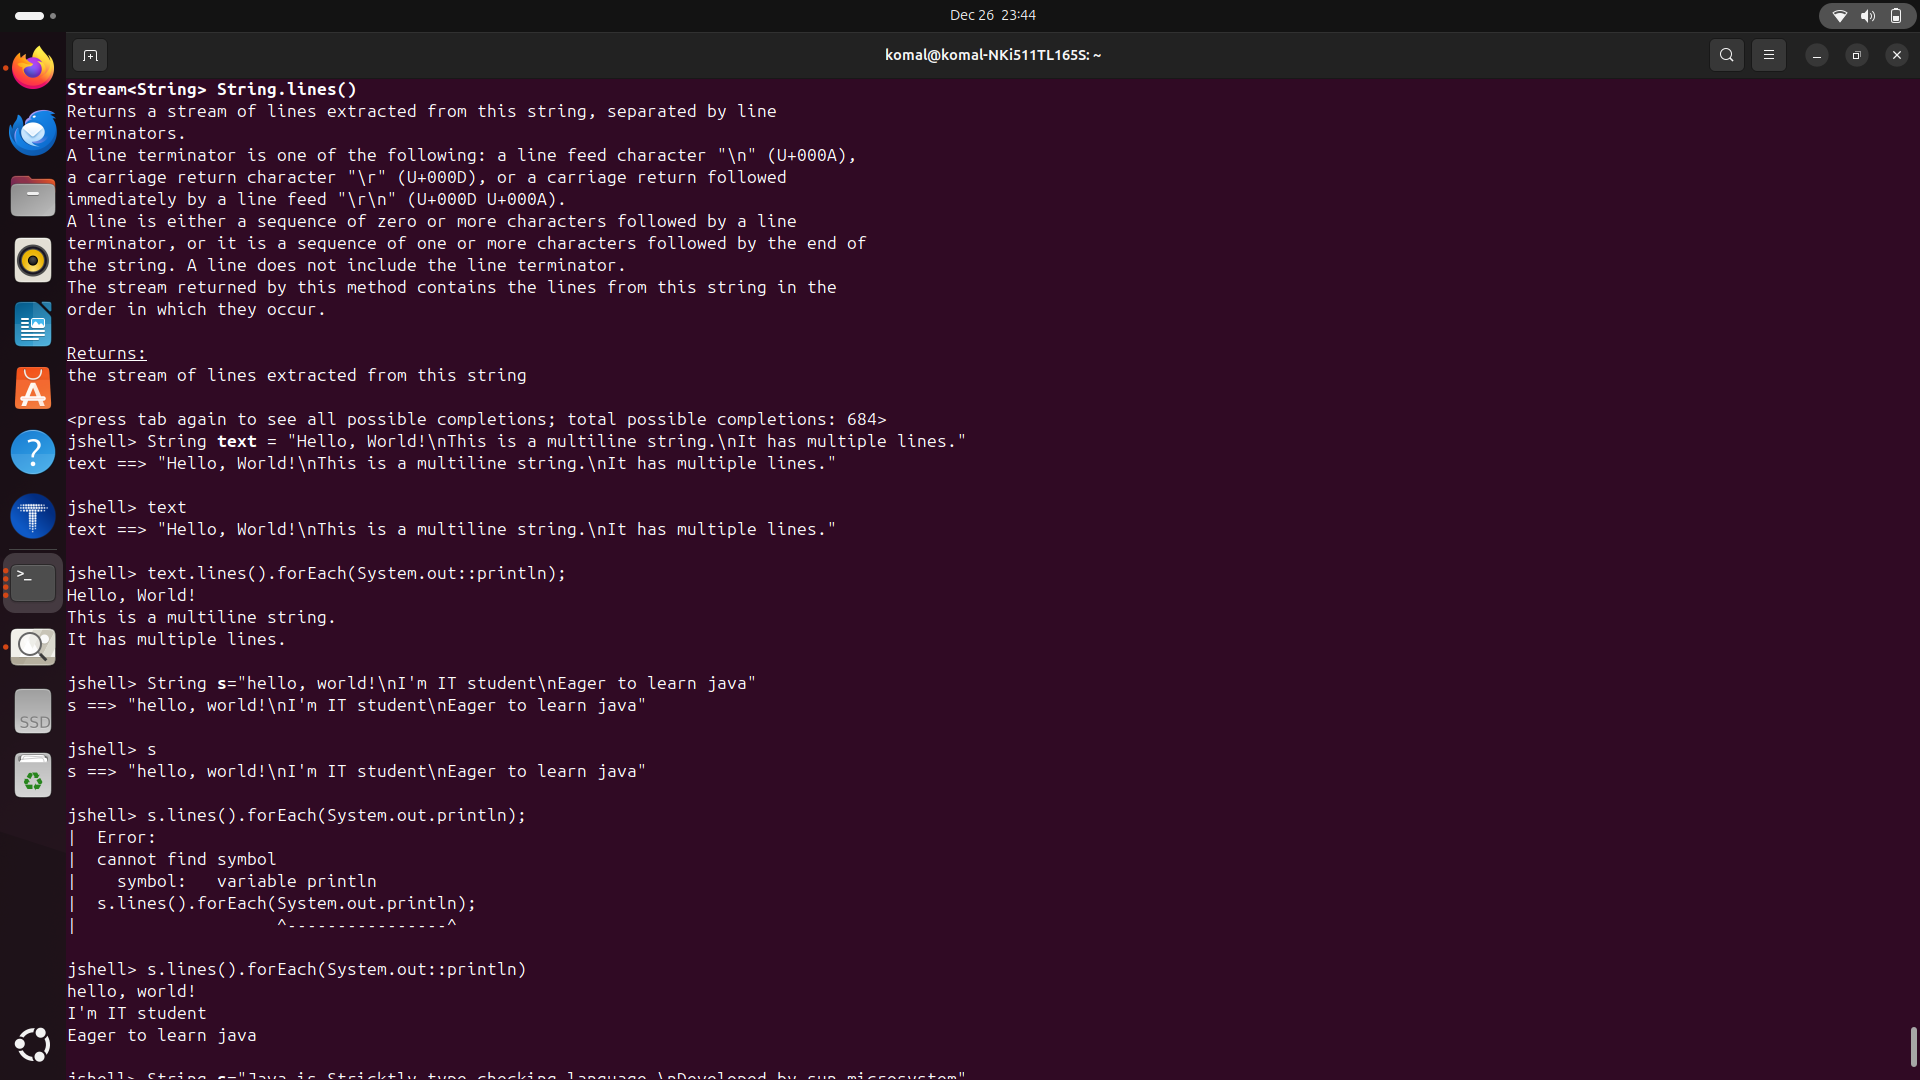 Dec 26 23:44
komal@komal-NKi511TL165S: ~
Stream<String> String.lines()
Returns a stream of lines extracted from this string, separated by line
terminators.
A line terminator is one of the following: a line feed character "\n" (U+000A),
a carriage return character "\r" (U+000D), or a carriage return followed
immediately by a line feed "\r\n" (U+000D U+000A).
A line is either a sequence of zero or more characters followed by a line
terminator, or it is a sequence of one or more characters followed by the end of
the string. A line does not include the line terminator.
The stream returned by this method contains the lines from this string in the
order in which they occur.
Returns:
the stream of lines extracted from this string
<press tab again to see all possible completions; total possible completions: 684>
jshell> String text = "Hello, World!\nThis is a multiline string.\nIt has multiple lines."
text ==> "Hello, World!\nThis is a multiline string.\nIt has multiple lines."
jshell> text
text ==> "Hello, World!\nThis is a multiline string.\nIt has multiple lines."
jshell> text.lines().forEach(System.out::println);
Hello, World!
This is a multiline string.
It has multiple lines.
jshell> String s="hello, world!\nI'm IT student\nEager to learn java"
s ==> "hello, world!\nI'm IT student\nEager to learn java"
jshell> s
s ==> "hello, world!\nI'm IT student\nEager to learn java"
jshell> s.lines().forEach(System.out.println);
|  Error:
|  cannot find symbol
|    symbol:   variable println
|  s.lines().forEach(System.out.println);
|                    ^----------------^
jshell> s.lines().forEach(System.out::println)
hello, world!
I'm IT student
Eager to learn java
jshell> String s="Java is Stricktly type checking language.\nDeveloped by sun microsystem"
SSD